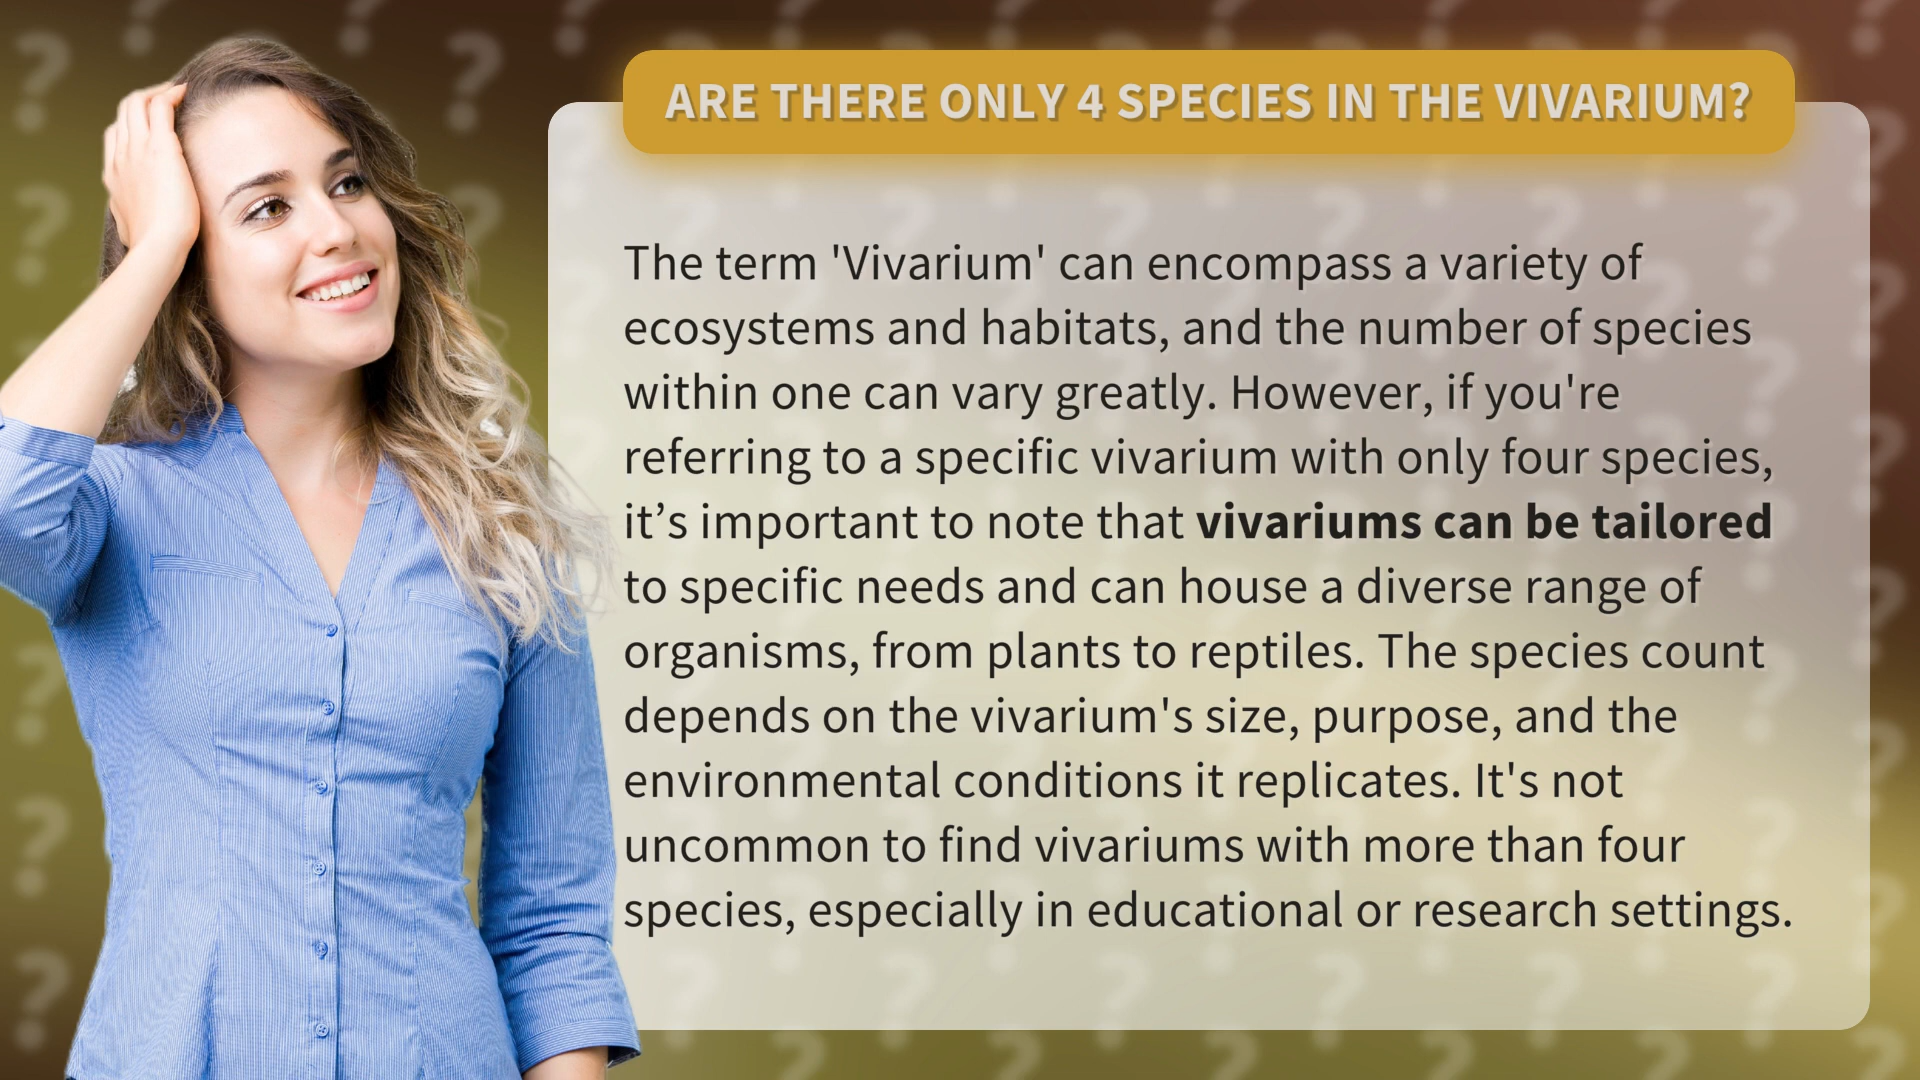 ARE THERE ONLY 4 SPECIES IN THE VIVARIUM?
The term 'Vivarium' can encompass a variety of
ecosystems and habitats, and the number of species
within one can vary greatly. However, if you're
referring to a specific vivarium with only four species,
it’s important to note that vivariums can be tailored
to specific needs and can house a diverse range of
organisms, from plants to reptiles. The species count
depends on the vivarium's size, purpose, and the
environmental conditions it replicates. It's not
uncommon to find vivariums with more than four
species, especially in educational or research settings.